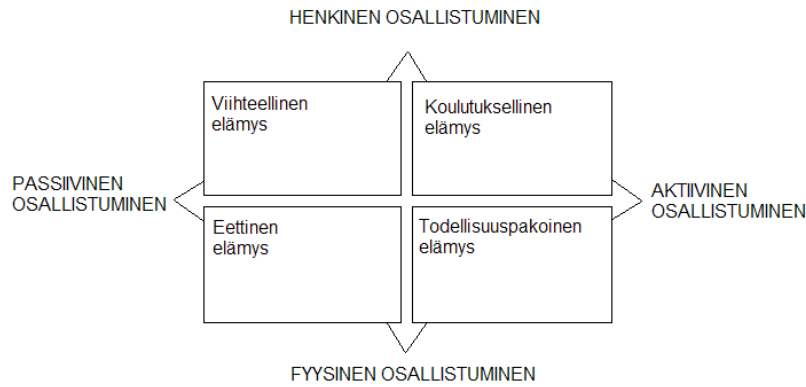 HENKINEN OSALLISTUMINEN
Viihteellinen
elämys
Koulutuksellinen
elämys
PASSIIVINEN
OSALLISTUMINEN
AKTIIVINEN
OSALLISTUMINEN
Eettinen
elämys
Todellisuuspakoinen
elämys
FYYSINEN OSALLISTUMINEN